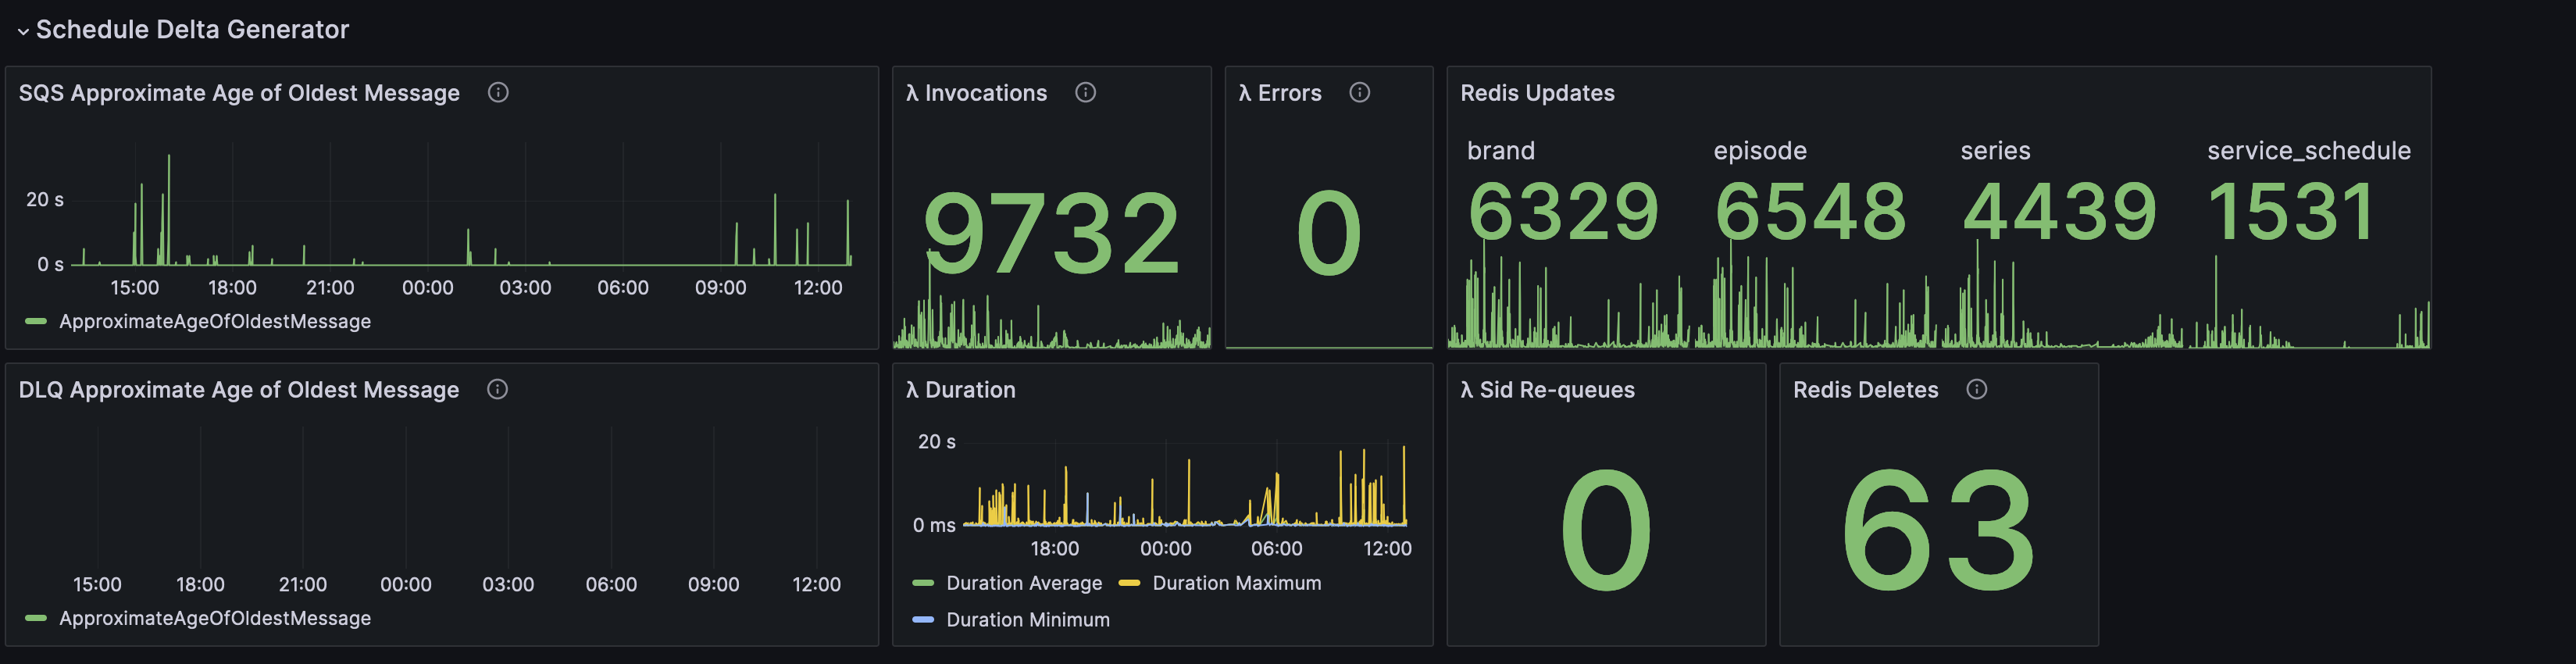 Schedule Delta Generator
SQS Approximate Age of Oldest Message
20 s
0 s
15:00 18:00 21:00 00:00 03:00 06:00 09:00 12:00
ApproximateAgeOfOldestMessage
λ Invocations
9732
λ Errors
0
Redis Updates
brand episode series service_schedule
6329 6548 4439 1531
DLQ Approximate Age of Oldest Message
15:00 18:00 21:00 00:00 03:00 06:00 09:00 12:00
ApproximateAgeOfOldestMessage
λ Duration
20 s
0 ms
18:00 00:00 06:00 12:00
Duration Average Duration Maximum
Duration Minimum
λ Sid Re-queues
0
Redis Deletes
63